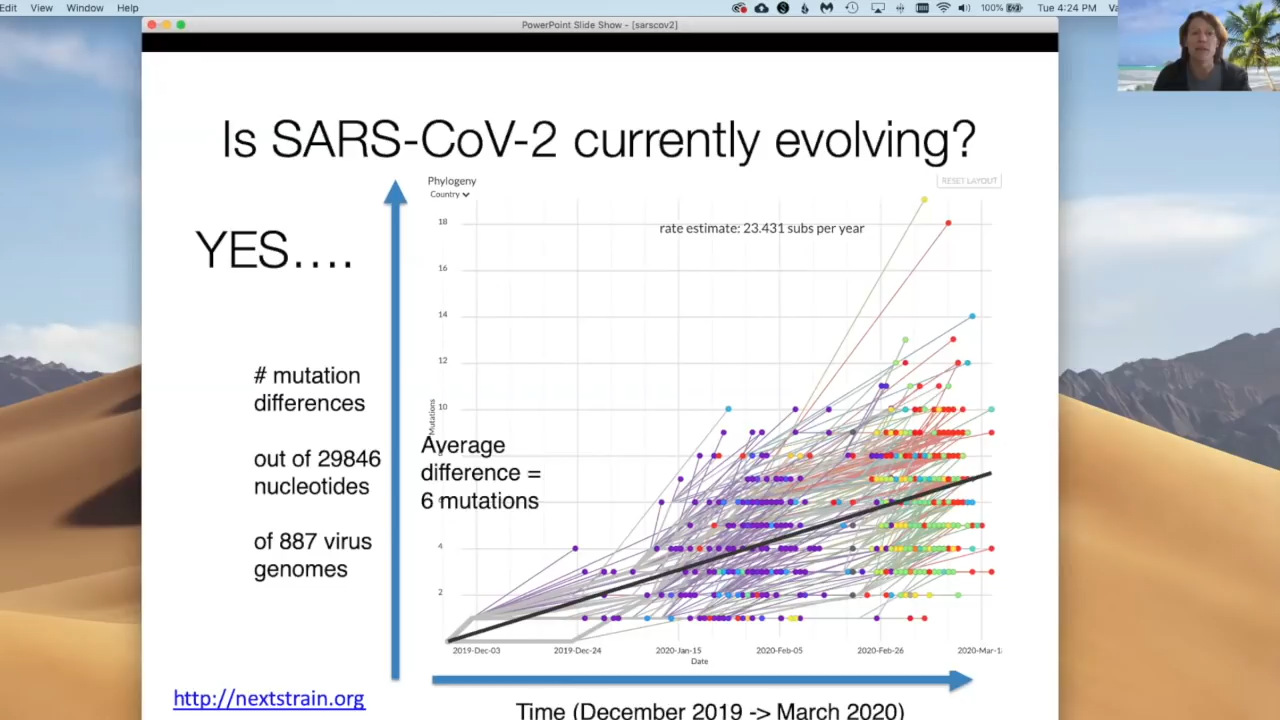 Edit View Window Help
100%
Tue 4:24 PM
PowerPoint Slide Show - [sarscov2]
Is SARS-CoV-2 currently evolving?
Phylogeny
Country
RESET LAYOUT
YES....
rate estimate: 23.431 subs per year
# mutation
differences
out of 29846
nucleotides
of 887 virus
genomes
Average
difference =
6 mutations
Mutations
18
16
14
12
10
4
2
2019-Dec-03
2019-Dec-24
2020-Jan-15
2020-Feb-05
2020-Feb-26
Date
http://nextstrain.org
Time (December 2019 -> March 2020)